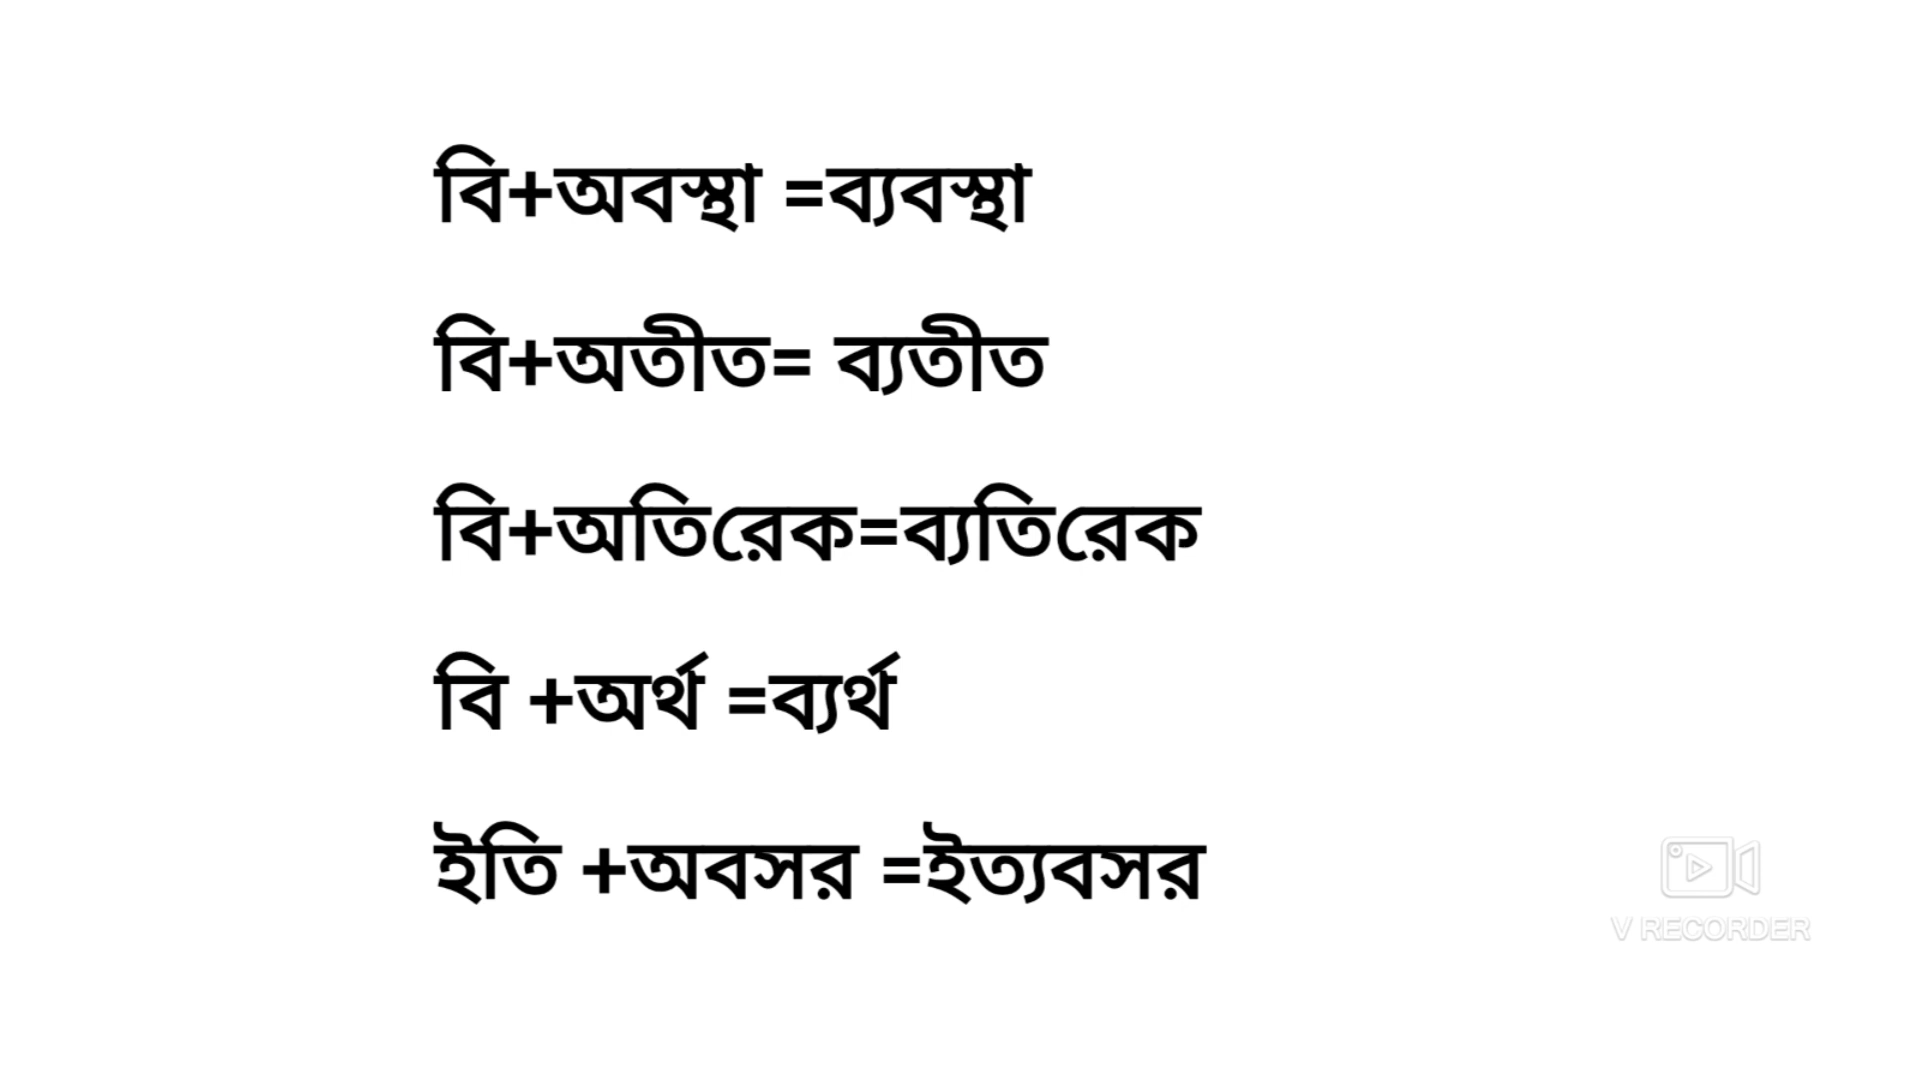 বি+অবস্থা =ব্যবস্থা
বি+অতীত= ব্যতীত
বি+অতিরেক=ব্যতিরেক
বি +অর্থ =ব্যর্থ
ইতি +অবসর =ইত্যবসর
V RECORDER